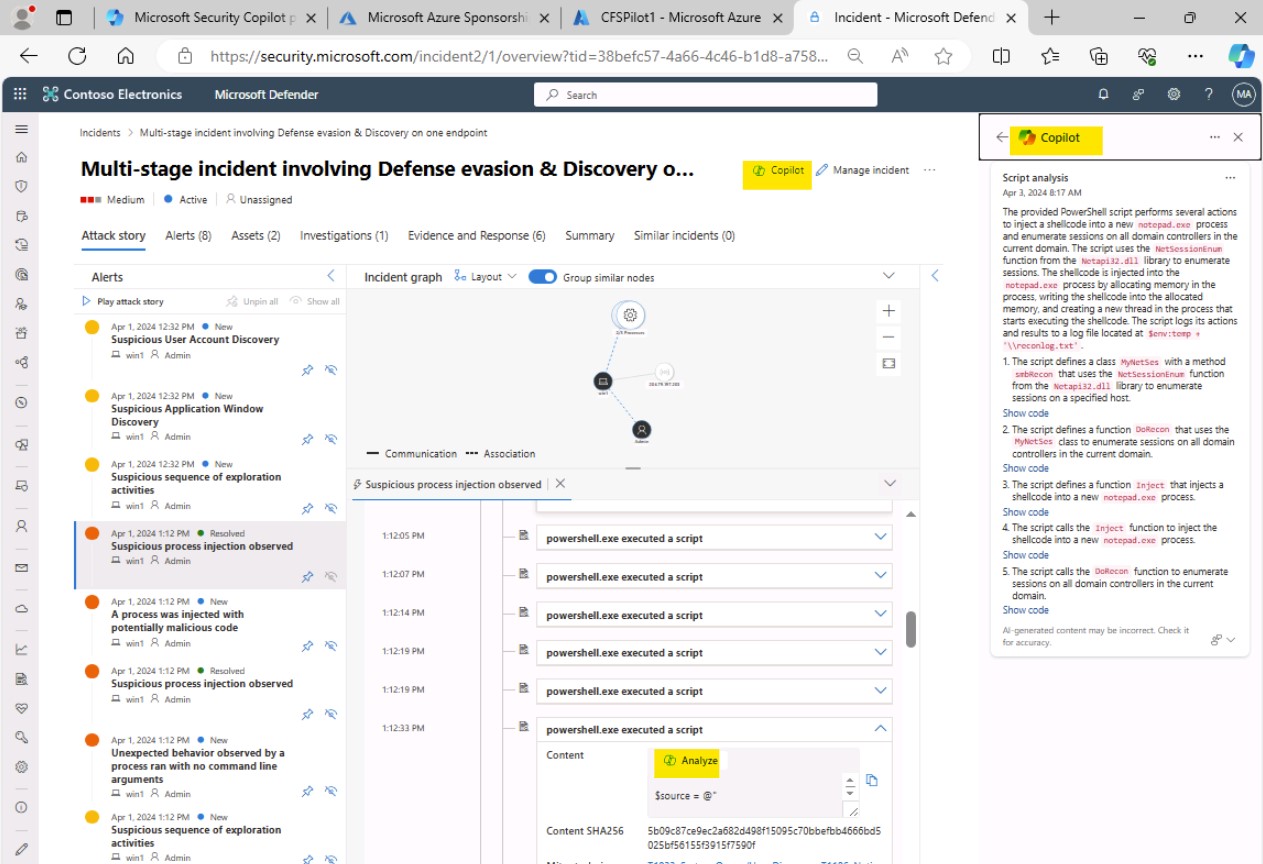 Microsoft Security Copilot p
Microsoft Azure Sponsorshi
CFSPilot1 - Microsoft Azure
Incident - Microsoft Defend
https://security.microsoft.com/incident2/1/overview?tid=38befc57-4a66-4c46-b1d8-a758...
Contoso Electronics
Microsoft Defender
Search
MA
Incidents > Multi-stage incident involving Defense evasion & Discovery on one endpoint
Multi-stage incident involving Defense evasion & Discovery o...
Copilot
Manage incident
Medium
Active
Unassigned
Attack story
Alerts (8)
Assets (2)
Investigations (1)
Evidence and Response (6)
Summary
Similar incidents (0)
Alerts
Play attack story
Unpin all
Show all
Apr 1, 2024 12:32 PM New
Suspicious User Account Discovery
win1 Admin
Apr 1, 2024 12:32 PM New
Suspicious Application Window
Discovery
win1 Admin
Apr 1, 2024 12:32 PM New
Suspicious sequence of exploration
activities
win1 Admin
Apr 1, 2024 1:12 PM Resolved
Suspicious process injection observed
win1 Admin
Apr 1, 2024 1:12 PM New
A process was injected with
potentially malicious code
win1 Admin
Apr 1, 2024 1:12 PM Resolved
Suspicious process injection observed
win1 Admin
Apr 1, 2024 1:12 PM New
Unexpected behavior observed by a
process ran with no command line
arguments
win1 Admin
Apr 1, 2024 1:12 PM New
Suspicious sequence of exploration
activities
win1 Admin
Incident graph
Layout
Group similar nodes
win1
Admin
Communication
Association
Suspicious process injection observed
1:12:05 PM
powershell.exe executed a script
1:12:07 PM
powershell.exe executed a script
1:12:14 PM
powershell.exe executed a script
1:12:19 PM
powershell.exe executed a script
1:12:19 PM
powershell.exe executed a script
1:12:33 PM
powershell.exe executed a script
Content
Analyze
$source = @"
Content SHA256
5b09c87ce9ec2a682d498f15095c70bbefbb4666bd5
025bf56155f3915f7590f
Copilot
Script analysis
Apr 3, 2024 8:17 AM
The provided PowerShell script performs several actions
to inject a shellcode into a new notepad.exe process
and enumerate sessions on all domain controllers in the
current domain. The script uses the NetSessionEnum
function from the Netapi32.dll library to enumerate
sessions. The shellcode is injected into the
notepad.exe process by allocating memory in the
process, writing the shellcode into the allocated
memory, and creating a new thread in the process that
starts executing the shellcode. The script logs its actions
and results to a log file located at $env:temp +
'\\reconlog.txt'.
1. The script defines a class MyNetSes with a method
smbRecon that uses the NetSessionEnum function
from the Netapi32.dll library to enumerate
sessions on a specified host.
Show code
2. The script defines a function DoRecon that uses the
MyNetSes class to enumerate sessions on all domain
controllers in the current domain.
Show code
3. The script defines a function Inject that injects a
shellcode into a new notepad.exe process.
Show code
4. The script calls the Inject function to inject the
shellcode into a new notepad.exe process.
Show code
5. The script calls the DoRecon function to enumerate
sessions on all domain controllers in the current
domain.
Show code
AI-generated content may be incorrect. Check it
for accuracy.